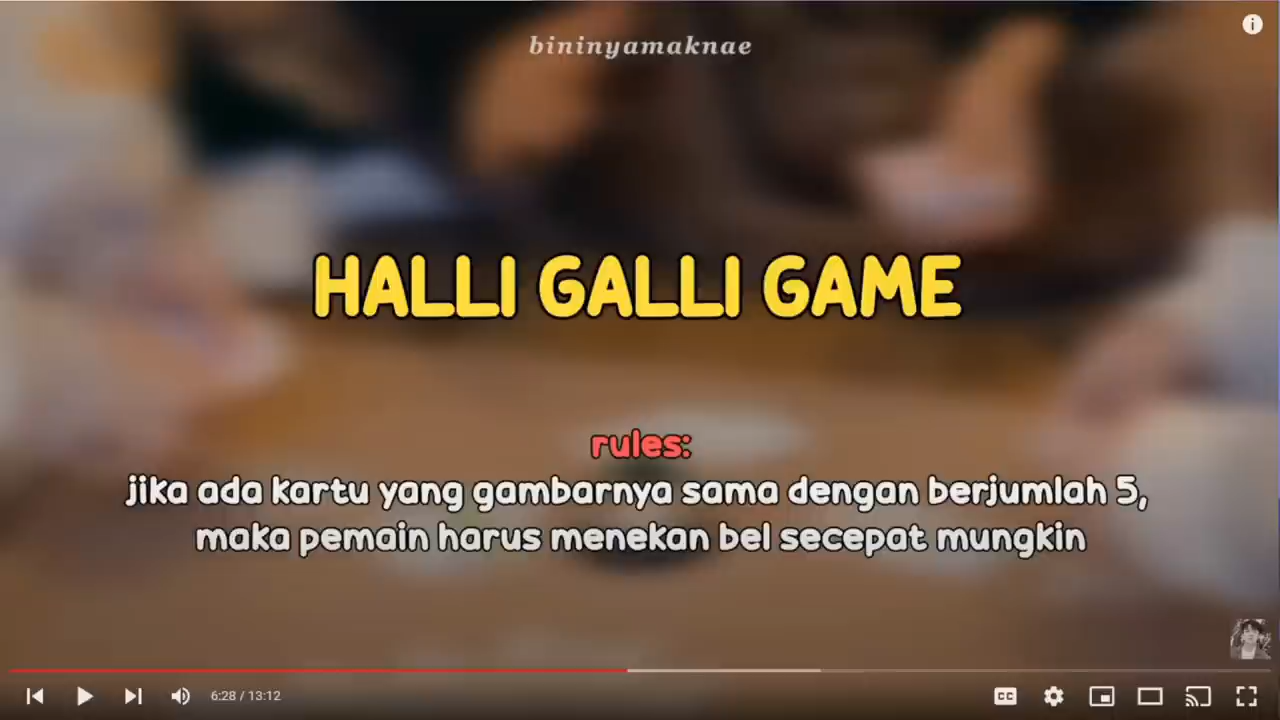 bininyamaknae
HALLI GALLI GAME
rules:
jika ada kartu yang gambarnya sama dengan berjumlah 5,
maka pemain harus menekan bel secepat mungkin
6:28 / 13:12
CC